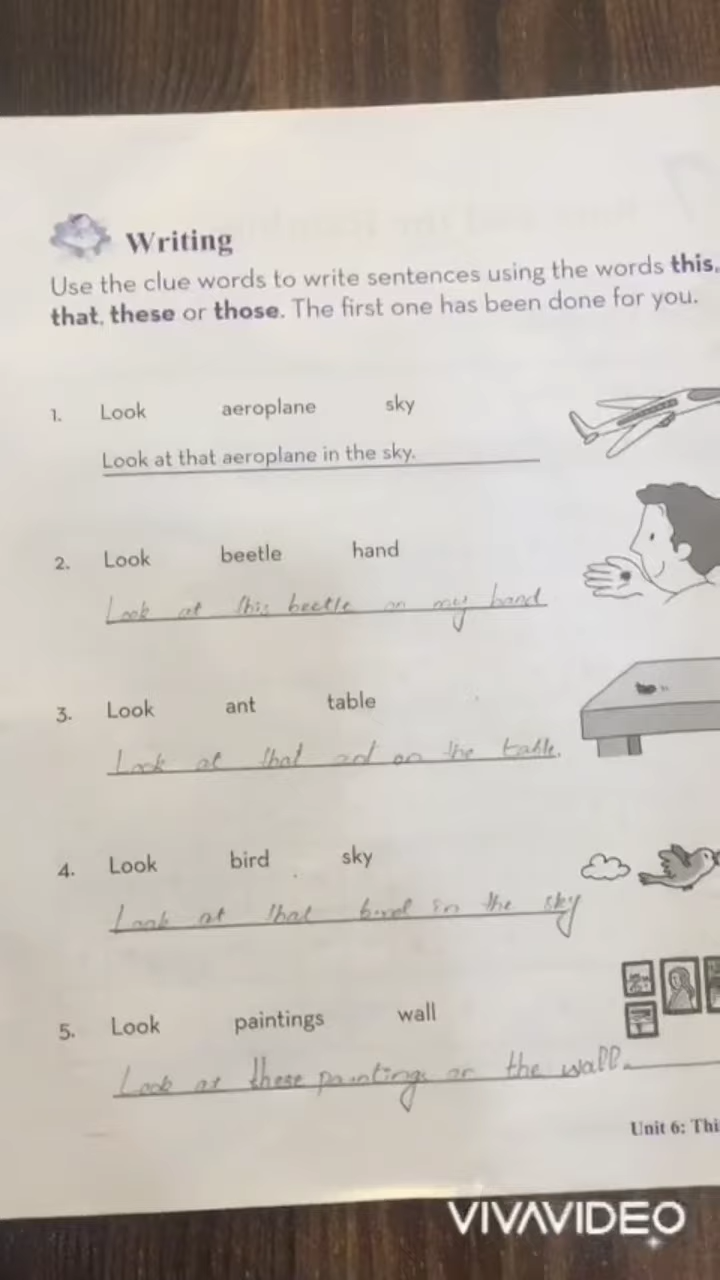 Writing
Use the clue words to write sentences using the words this,
that, these or those. The first one has been done for you.
1. Look aeroplane sky
Look at that aeroplane in the sky.
2. Look beetle hand
Look at this beetle on my hand
3. Look ant table
Look at that on the table.
4. Look bird sky
Look at that bird in the sky
5. Look paintings wall
Look at these paintings on the wall.
Unit 6:
VIVAVIDEO